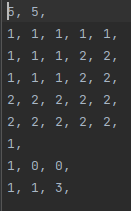 5, 5,
1, 1, 1, 1, 1,
1, 1, 1, 2, 2,
1, 1, 1, 2, 2,
2, 2, 2, 2, 2,
2, 2, 2, 2, 2,
1,
1, 0, 0,
1, 1, 3,